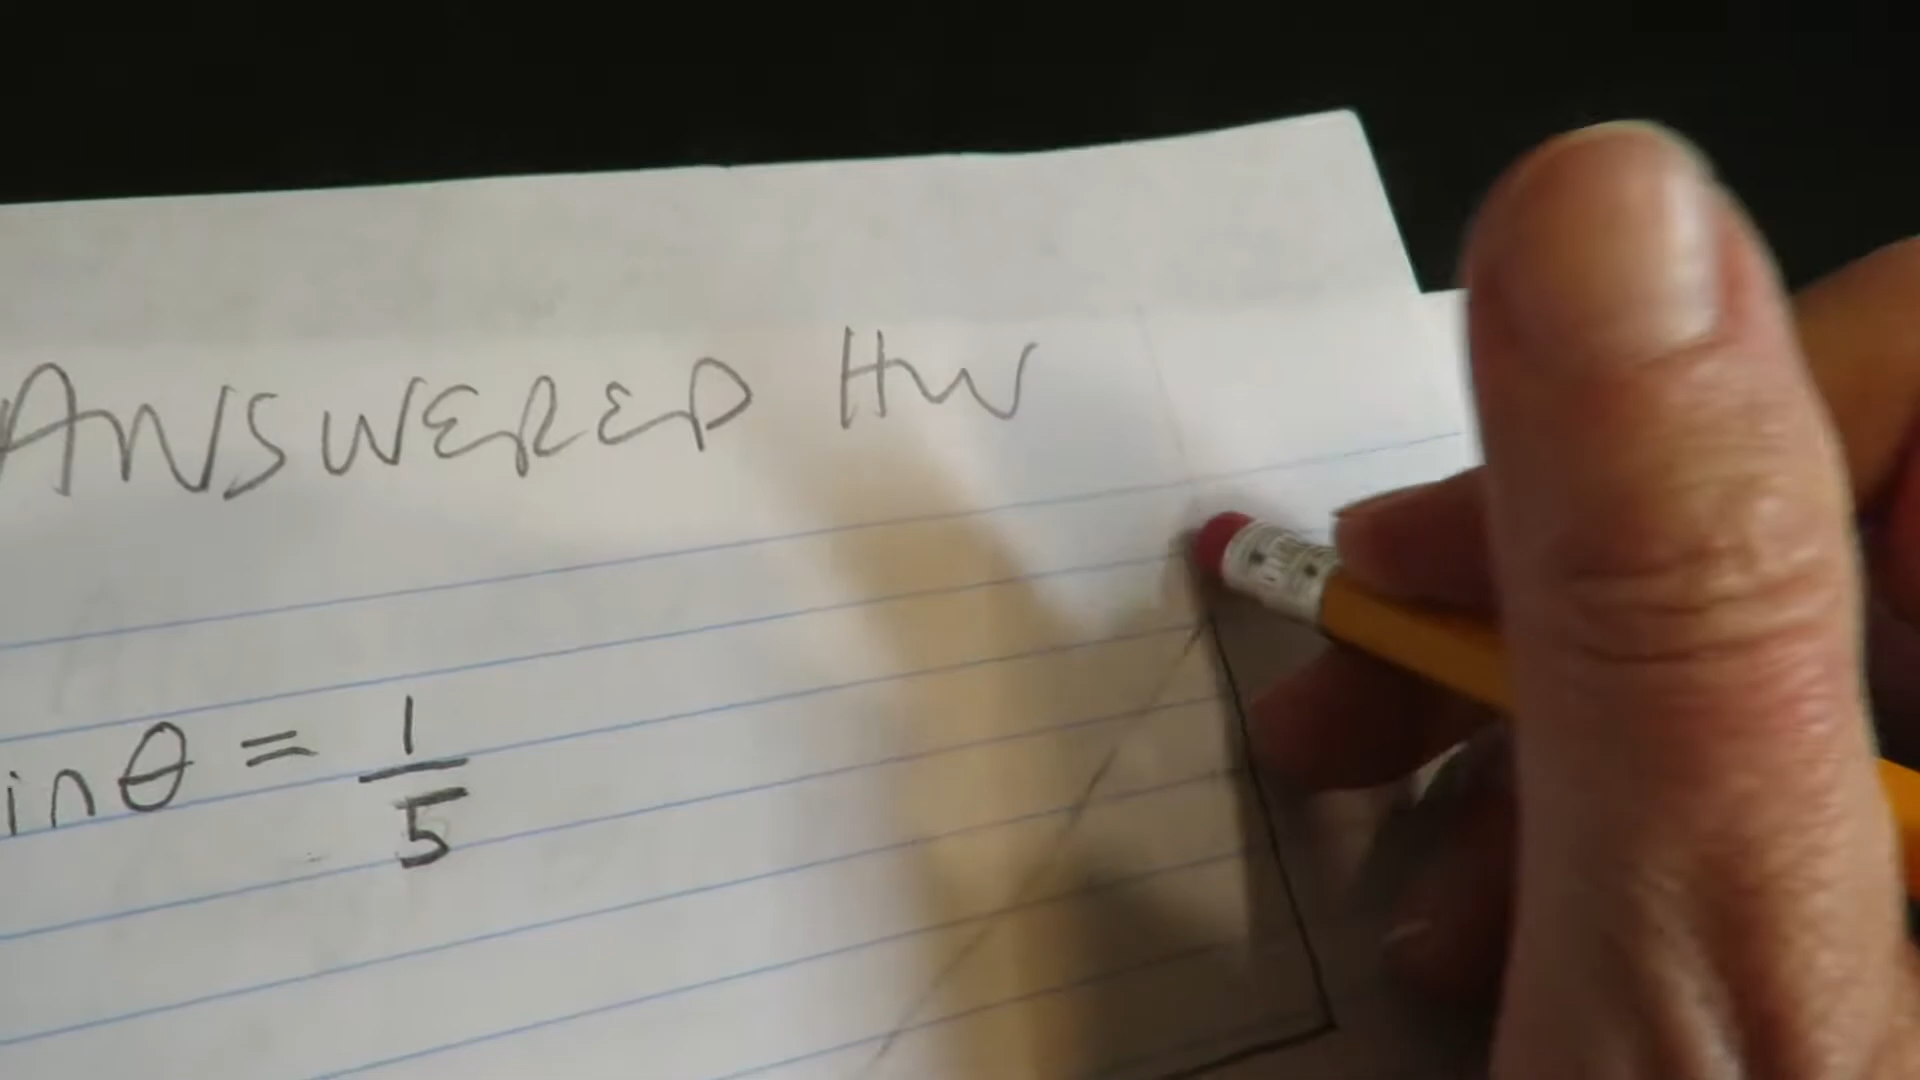 ANSWERED HW
inθ = 1/5